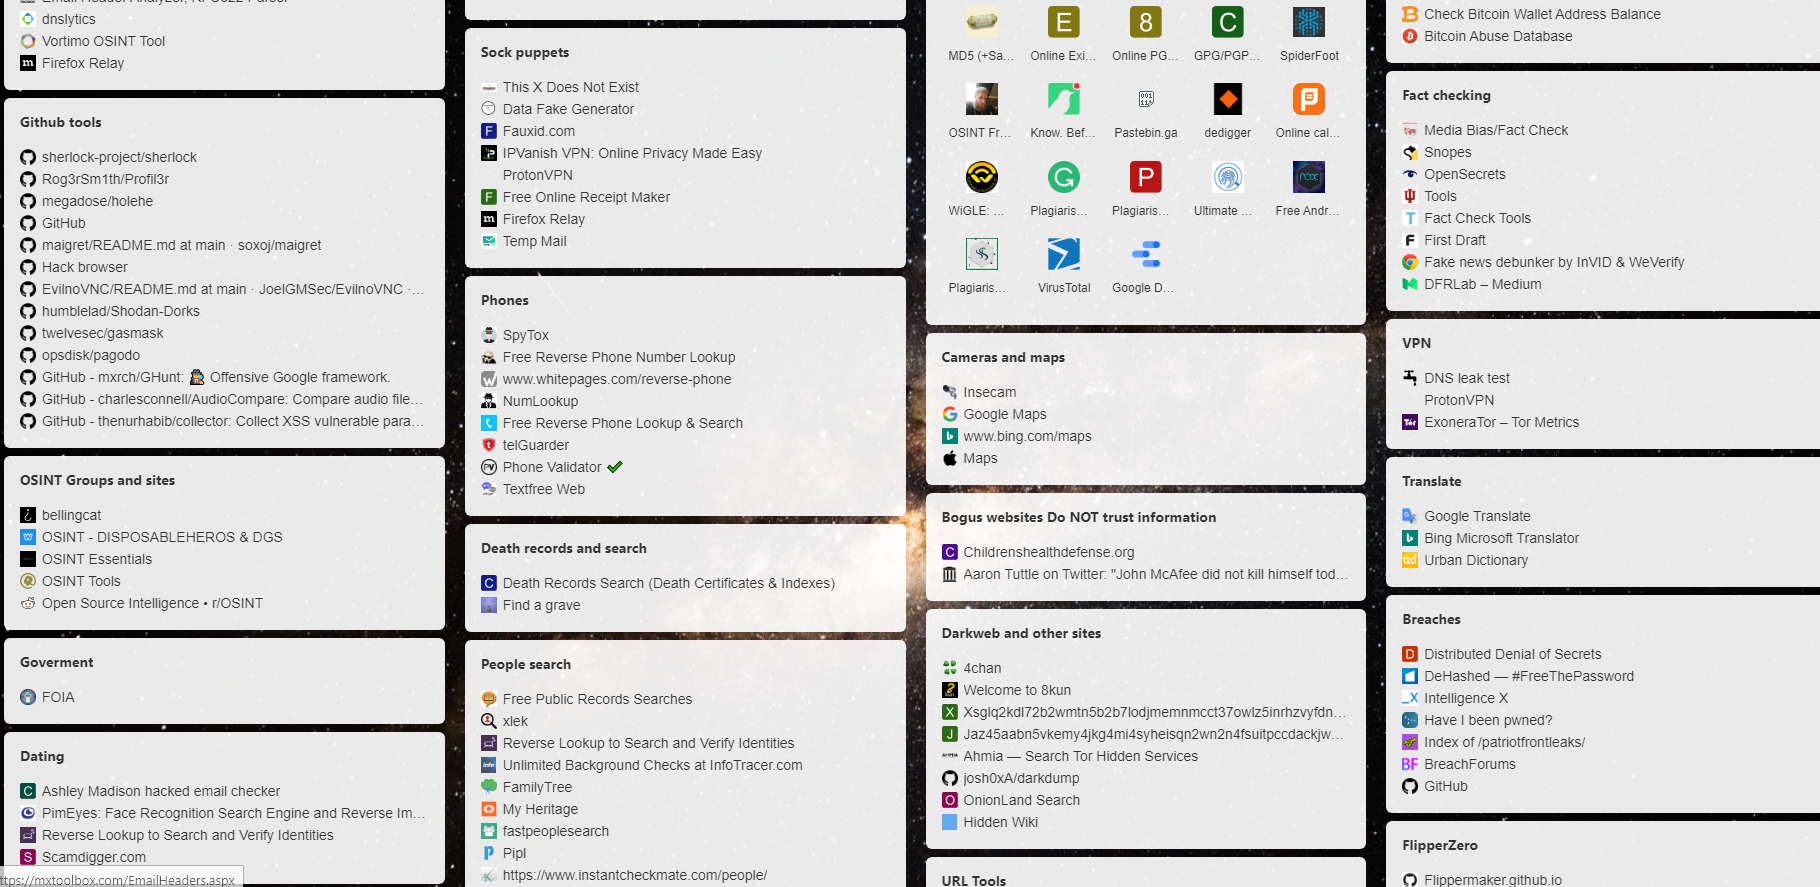 dnslytics
Vortimo OSINT Tool
Firefox Relay
Github tools
sherlock-project/sherlock
Rog3rSm1th/Profil3r
megadose/holehe
GitHub
maigret/README.md at main · soxoj/maigret
Hack browser
EvilnoVNC/README.md at main · JoelGMSec/EvilnoVNC ·...
humblelad/Shodan-Dorks
twelvesec/gasmask
opsdisk/pagodo
GitHub - mxrch/GHunt: 🕵️ Offensive Google framework.
GitHub - charlesconnell/AudioCompare: Compare audio file...
GitHub - thenurhabib/collector: Collect XSS vulnerable para...
OSINT Groups and sites
bellingcat
OSINT - DISPOSABLEHEROS & DGS
OSINT Essentials
OSINT Tools
Open Source Intelligence • r/OSINT
Goverment
FOIA
Dating
Ashley Madison hacked email checker
PimEyes: Face Recognition Search Engine and Reverse Im...
Reverse Lookup to Search and Verify Identities
Scamdigger.com
ttps://mxtoolbox.com/EmailHeaders.aspx
Sock puppets
This X Does Not Exist
Data Fake Generator
Fauxid.com
IPVanish VPN: Online Privacy Made Easy
ProtonVPN
Free Online Receipt Maker
Firefox Relay
Temp Mail
Phones
SpyTox
Free Reverse Phone Number Lookup
www.whitepages.com/reverse-phone
NumLookup
Free Reverse Phone Lookup & Search
telGuarder
Phone Validator ✔
Textfree Web
Death records and search
Death Records Search (Death Certificates & Indexes)
Find a grave
People search
Free Public Records Searches
xlek
Reverse Lookup to Search and Verify Identities
Unlimited Background Checks at InfoTracer.com
FamilyTree
My Heritage
fastpeoplesearch
Pipl
https://www.instantcheckmate.com/people/
MD5 (+Sa... Online Exi... Online PG... GPG/PGP... SpiderFoot
OSINT Fr... Know. Bef... Pastebin.ga dedigger Online cal...
WiGLE: ... Plagiaris... Plagiaris... Ultimate ... Free Andr...
Plagiaris... VirusTotal Google D...
Cameras and maps
Insecam
Google Maps
www.bing.com/maps
Maps
Bogus websites Do NOT trust information
Childrenshealthdefense.org
Aaron Tuttle on Twitter: "John McAfee did not kill himself tod...
Darkweb and other sites
4chan
Welcome to 8kun
Xsglq2kdl72b2wmtn5b2b7lodjmemnmcct37owlz5inrhzvyfdn...
Jaz45aabn5vkemy4jkg4mi4syheisqn2wn2n4fsuitpccdackjw...
Ahmia — Search Tor Hidden Services
josh0xA/darkdump
OnionLand Search
Hidden Wiki
URL Tools
Check Bitcoin Wallet Address Balance
Bitcoin Abuse Database
Fact checking
Media Bias/Fact Check
Snopes
OpenSecrets
Tools
Fact Check Tools
First Draft
Fake news debunker by InVID & WeVerify
DFRLab – Medium
VPN
DNS leak test
ProtonVPN
ExoneraTor – Tor Metrics
Translate
Google Translate
Bing Microsoft Translator
Urban Dictionary
Breaches
Distributed Denial of Secrets
DeHashed — #FreeThePassword
Intelligence X
Have I been pwned?
Index of /patriotfrontleaks/
BreachForums
GitHub
FlipperZero
Flippermaker.github.io